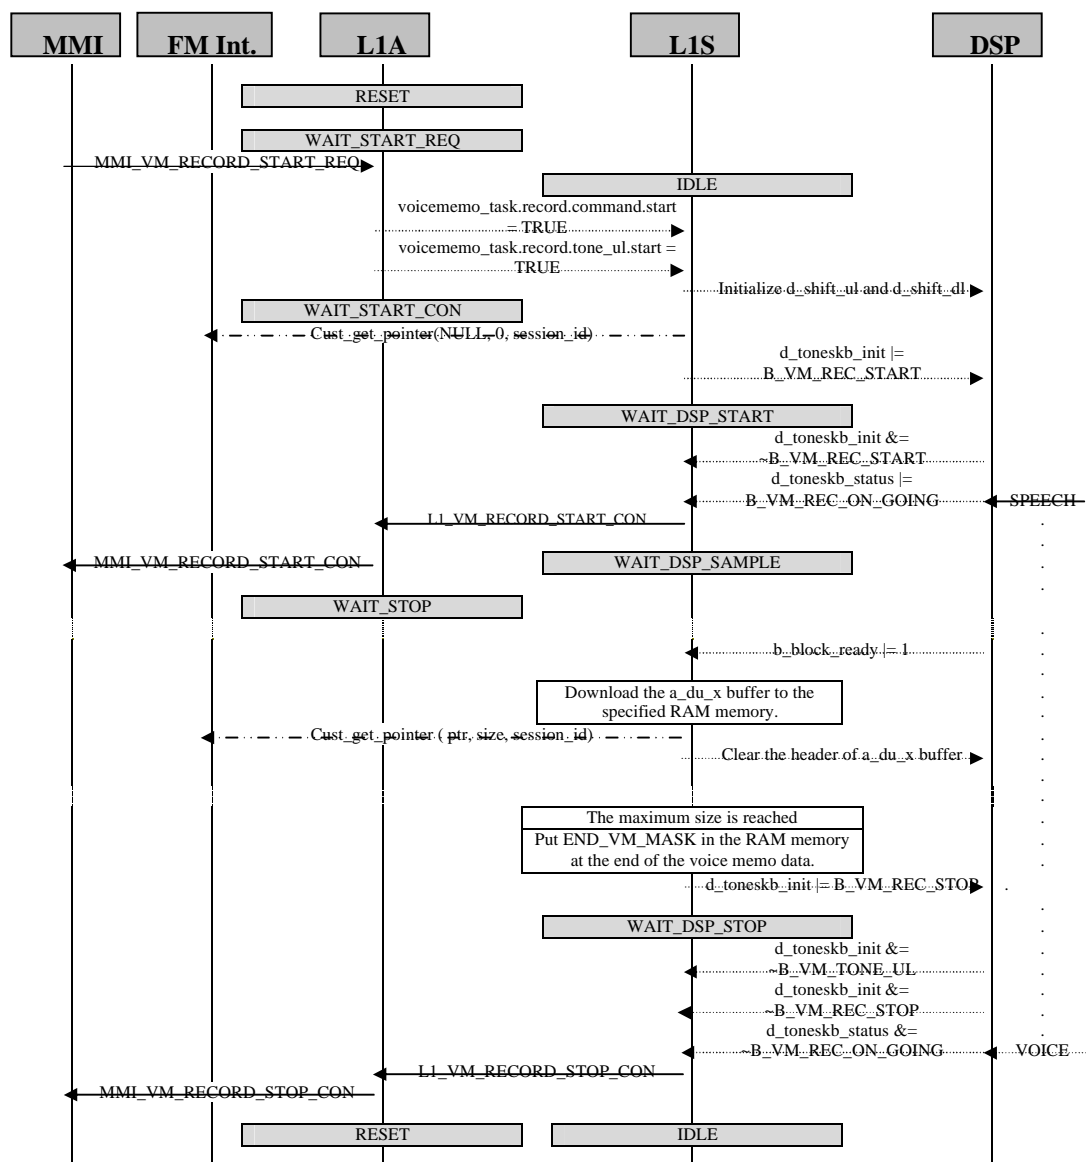 MMI FM Int. L1A L1S DSP
RESET
WAIT_START_REQ
MMI_VM_RECORD_START_REQ
IDLE
voicememo_task.record.command.start
= TRUE
voicememo_task.record.tone_ul.start =
TRUE
Initialize d_shift_ul and d_shift_dl
WAIT_START_CON
Cust_get_pointer(NULL, 0, session_id)
d_toneskb_init |=
B_VM_REC_START
WAIT_DSP_START
d_toneskb_init &=
~B_VM_REC_START
d_toneskb_status |=
B_VM_REC_ON_GOING SPEECH
L1_VM_RECORD_START_CON
MMI_VM_RECORD_START_CON
WAIT_DSP_SAMPLE
WAIT_STOP
b_block_ready |= 1
Download the a_du_x buffer to the
specified RAM memory.
Cust_get_pointer ( ptr, size, session_id)
Clear the header of a_du_x buffer
The maximum size is reached
Put END_VM_MASK in the RAM memory
at the end of the voice memo data.
d_toneskb_init |= B_VM_REC_STOP
WAIT_DSP_STOP
d_toneskb_init &=
~B_VM_TONE_UL
d_toneskb_init &=
~B_VM_REC_STOP
d_toneskb_status &=
~B_VM_REC_ON_GOING VOICE
L1_VM_RECORD_STOP_CON
MMI_VM_RECORD_STOP_CON
RESET IDLE